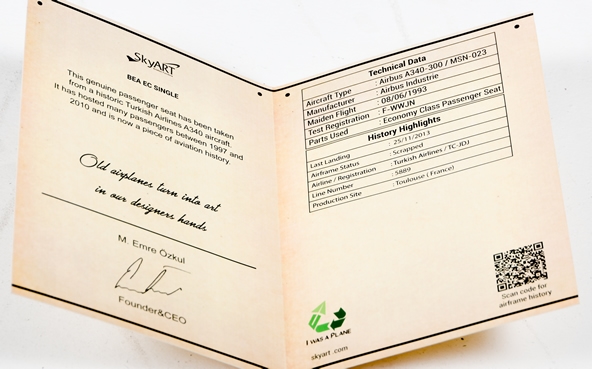 SkyART
BEA EC SINGLE
This genuine passenger seat has been taken
from a historic Turkish Airlines A340 aircraft.
It has hosted many passengers between 1997 and
2010 and is now a piece of aviation history.
Old airplanes turn into art
in our designers hands
M. Emre Özkul
Founder&CEO
Technical Data
Aircraft Type : Airbus A340-300 / MSN-023
Manufacturer : Airbus Industrie
Maiden Flight : 08/06/1993
Test Registration : F-WWJN
Parts Used : Economy Class Passenger Seat
History Highlights
Last Landing : 25/11/2013
Airframe Status : Scrapped
Airline / Registration : Turkish Airlines / TC-JDJ
Line Number : 5889
Production Site : Toulouse ( France)
I WAS A PLANE
skyart .com
Scan code for
airframe history